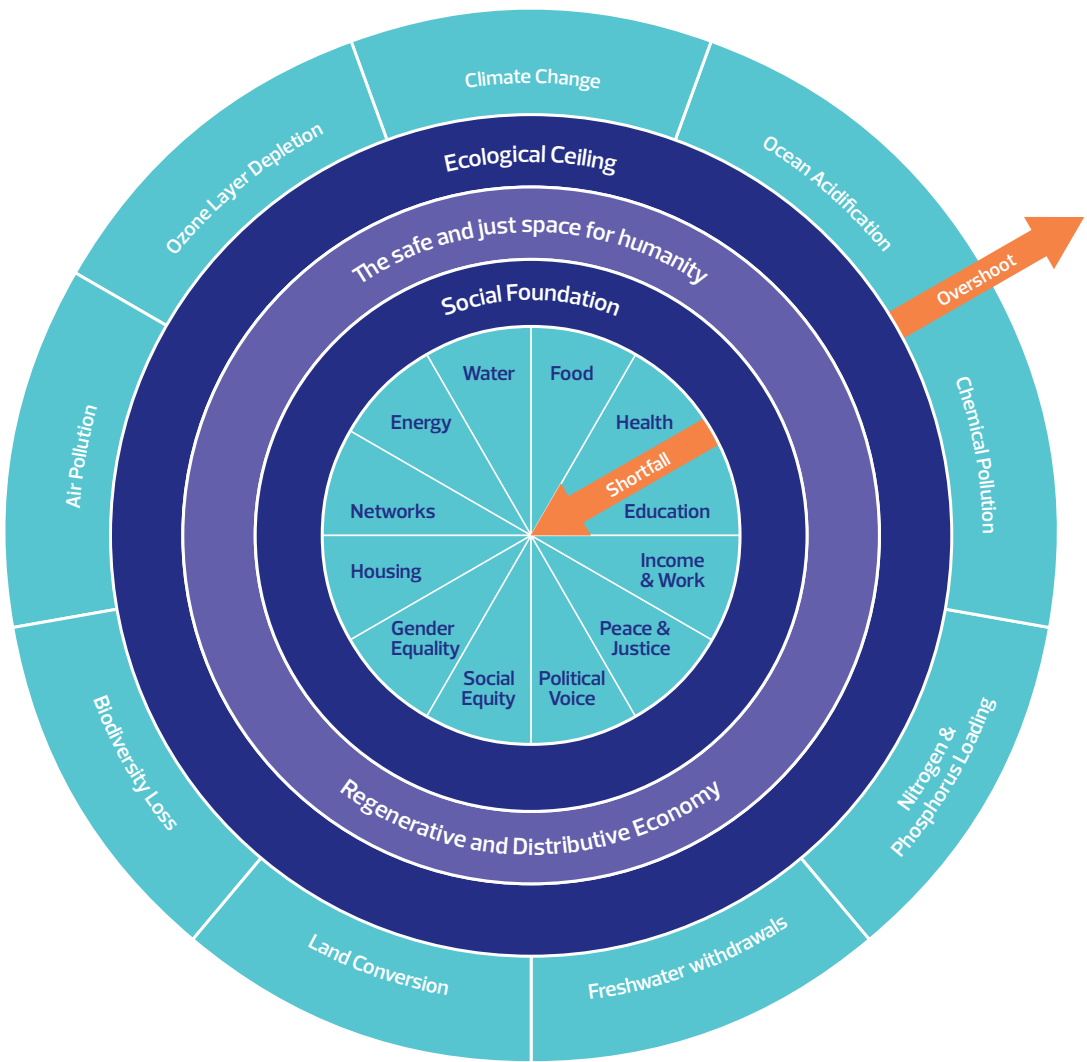 Climate Change
Ocean Acidification
Chemical Pollution
Nitrogen &
Phosphorus Loading
Freshwater withdrawals
Land Conversion
Biodiversity Loss
Air Pollution
Ozone Layer Depletion
Overshoot
Ecological Ceiling
The safe and just space for humanity
Regenerative and Distributive Economy
Social Foundation
Water
Food
Health
Shortfall
Education
Income
& Work
Peace &
Justice
Political
Voice
Social
Equity
Gender
Equality
Housing
Networks
Energy